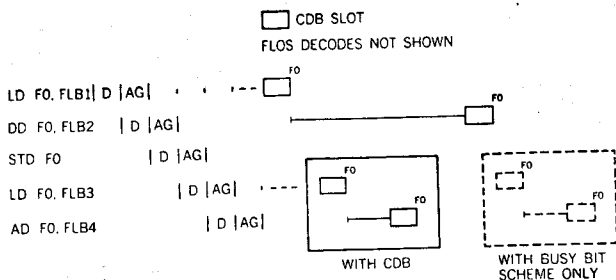 CDB SLOT
FLOS DECODES NOT SHOWN
LD F0, FLB1| D |AG| F0
DD F0, FLB2 | D |AG| F0
STD F0 | D |AG|
LD F0, FLB3 | D |AG| F0 F0
AD F0, FLB4 | D |AG| F0 F0
WITH CDB
WITH BUSY BIT
SCHEME ONLY